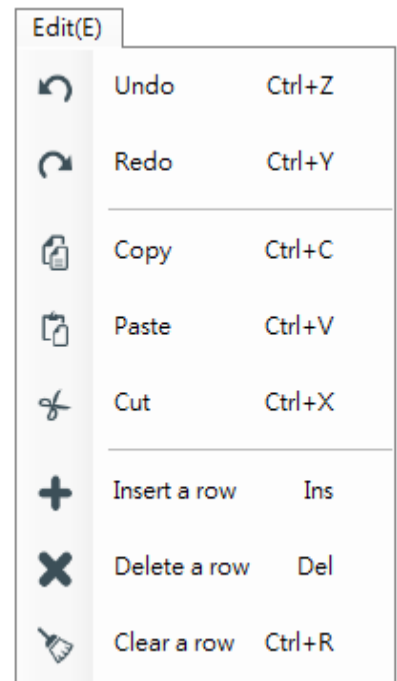 Edit(E)
Undo Ctrl+Z
Redo Ctrl+Y
Copy Ctrl+C
Paste Ctrl+V
Cut Ctrl+X
Insert a row Ins
Delete a row Del
Clear a row Ctrl+R